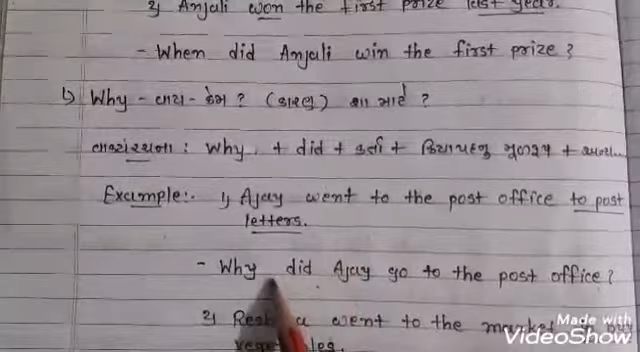 2) Anjali won the first prize last year.
- When did Anjali win the first prize?
5) Why - વાય - કેમ? (કારણ) શા માટે?
વાક્યરચના: Why + did + કર્તા + ક્રિયાપદનું મૂળરૂપ + અન્ય
Example:- 1) Ajay went to the post office to post
letters.
- Why did Ajay go to the post office?
2) went to the market
Made with
VideoShow